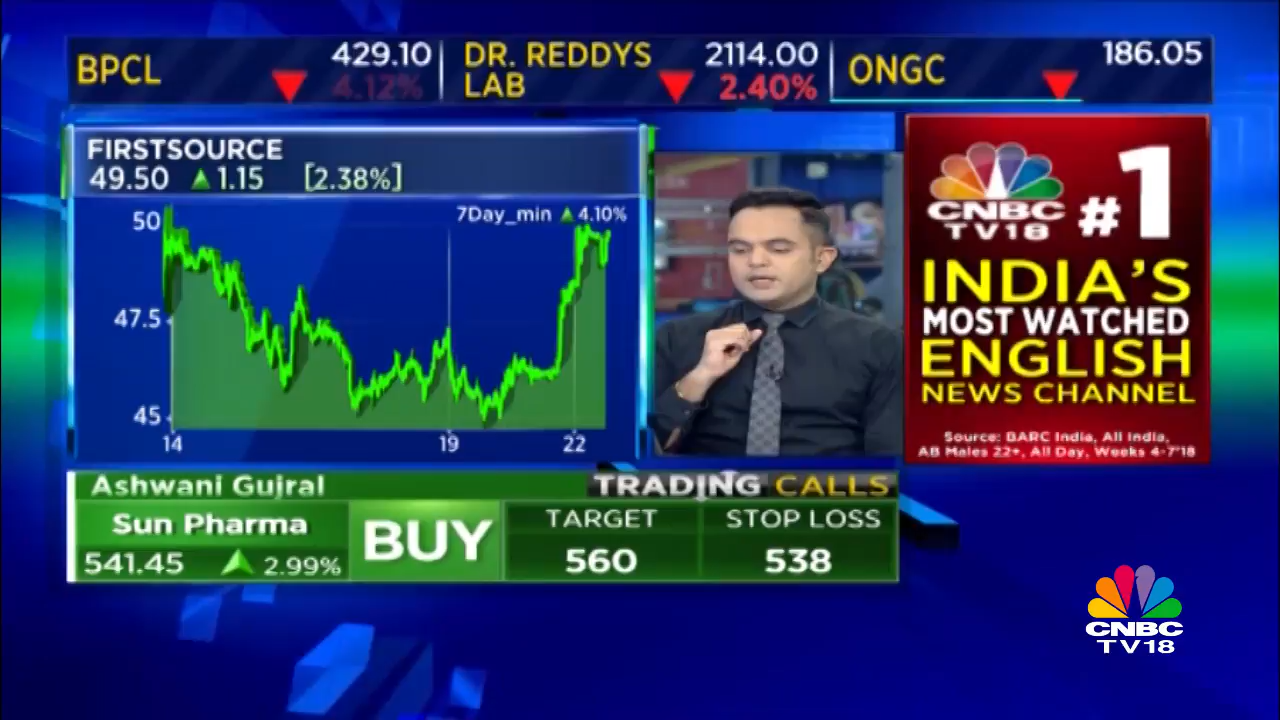 BPCL
429.10
4.12%
DR. REDDYS
LAB
2114.00
2.40%
ONGC
186.05
FIRSTSOURCE
49.50 1.15 [2.38%]
7Day_min 4.10%
50
47.5
45
14 19 22
CNBC
TV18
#1
INDIA'S
MOST WATCHED
ENGLISH
NEWS CHANNEL
Source: BARC India, All India,
AB Males 22+, All Day, Weeks 4-7'18
Ashwani Gujral
TRADING CALLS
Sun Pharma
541.45 2.99%
BUY
TARGET
560
STOP LOSS
538
CNBC
TV18